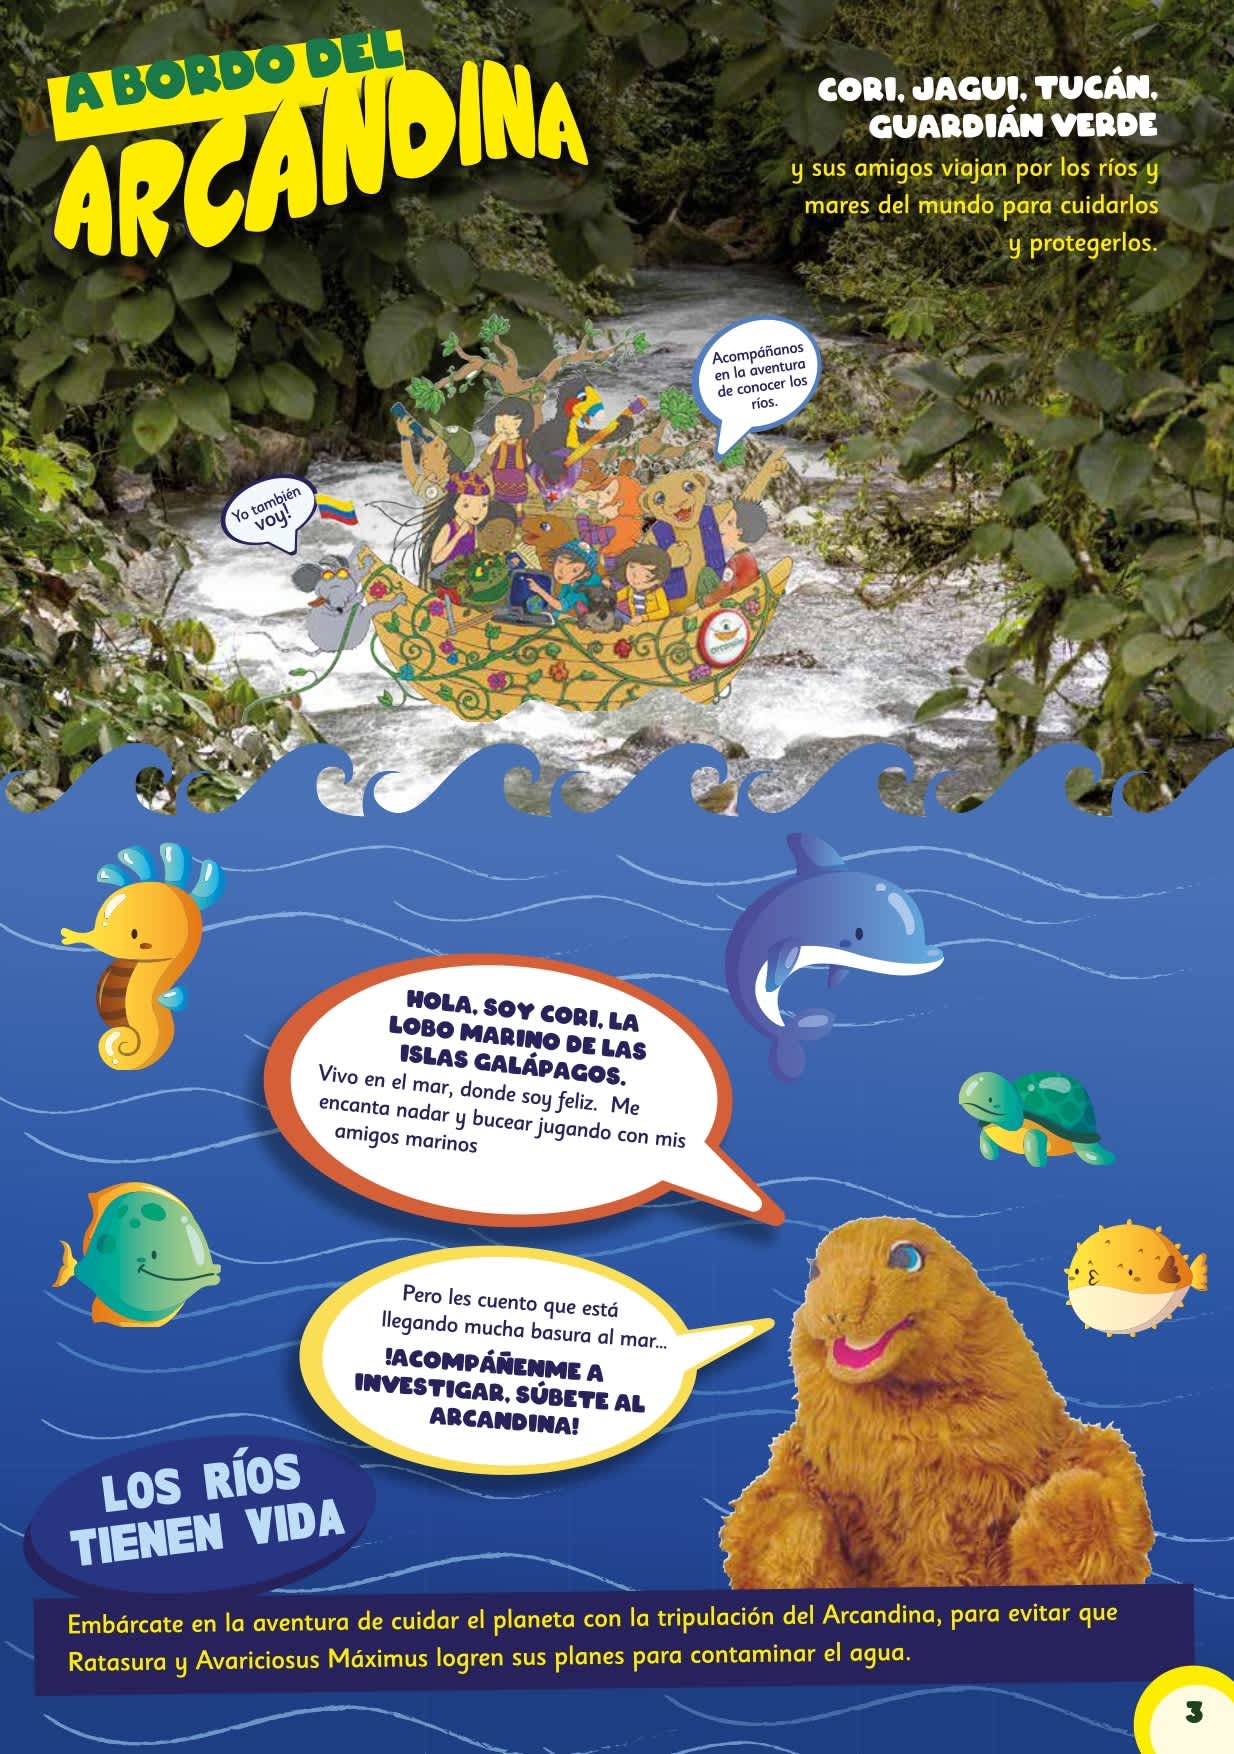 A BORDO DEL
ARCANDINA
CORI, JAGUI, TUCÁN,
GUARDIÁN VERDE
y sus amigos viajan por los ríos y
mares del mundo para cuidarlos
y protegerlos.
Acompáñanos
en la aventura
de conocer los
ríos.
Yo también
voy!
arcandina
HOLA, SOY CORI, LA
LOBO MARINO DE LAS
ISLAS GALÁPAGOS.
Vivo en el mar, donde soy feliz. Me
encanta nadar y bucear jugando con mis
amigos marinos
Pero les cuento que está
llegando mucha basura al mar...
!ACOMPÁÑENME A
INVESTIGAR, SÚBETE AL
ARCANDINA!
LOS RÍOS
TIENEN VIDA
Embárcate en la aventura de cuidar el planeta con la tripulación del Arcandina, para evitar que
Ratasura y Avariciosus Máximus logren sus planes para contaminar el agua.
3